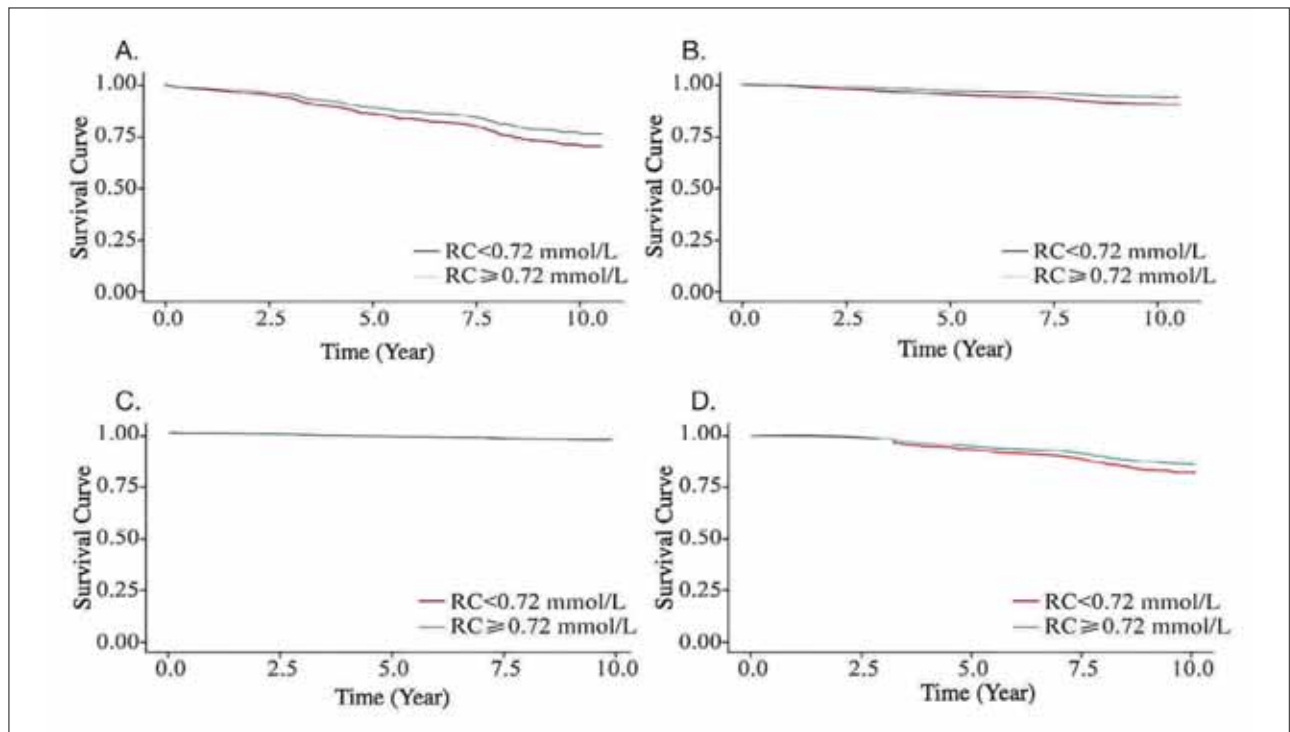 A.
1.00
0.75
0.50
0.25
0.00
Survival Curve
RC<0.72 mmol/L
RC⩾0.72 mmol/L
0.0 2.5 5.0 7.5 10.0
Time (Year)
B.
1.00
0.75
0.50
0.25
0.00
Survival Curve
RC<0.72 mmol/L
RC⩾0.72 mmol/L
0.0 2.5 5.0 7.5 10.0
Time (Year)
C.
1.00
0.75
0.50
0.25
0.00
Survival Curve
RC<0.72 mmol/L
RC⩾0.72 mmol/L
0.0 2.5 5.0 7.5 10.0
Time (Year)
D.
1.00
0.75
0.50
0.25
0.00
Survival Curve
RC<0.72 mmol/L
RC⩾0.72 mmol/L
0.0 2.5 5.0 7.5 10.0
Time (Year)